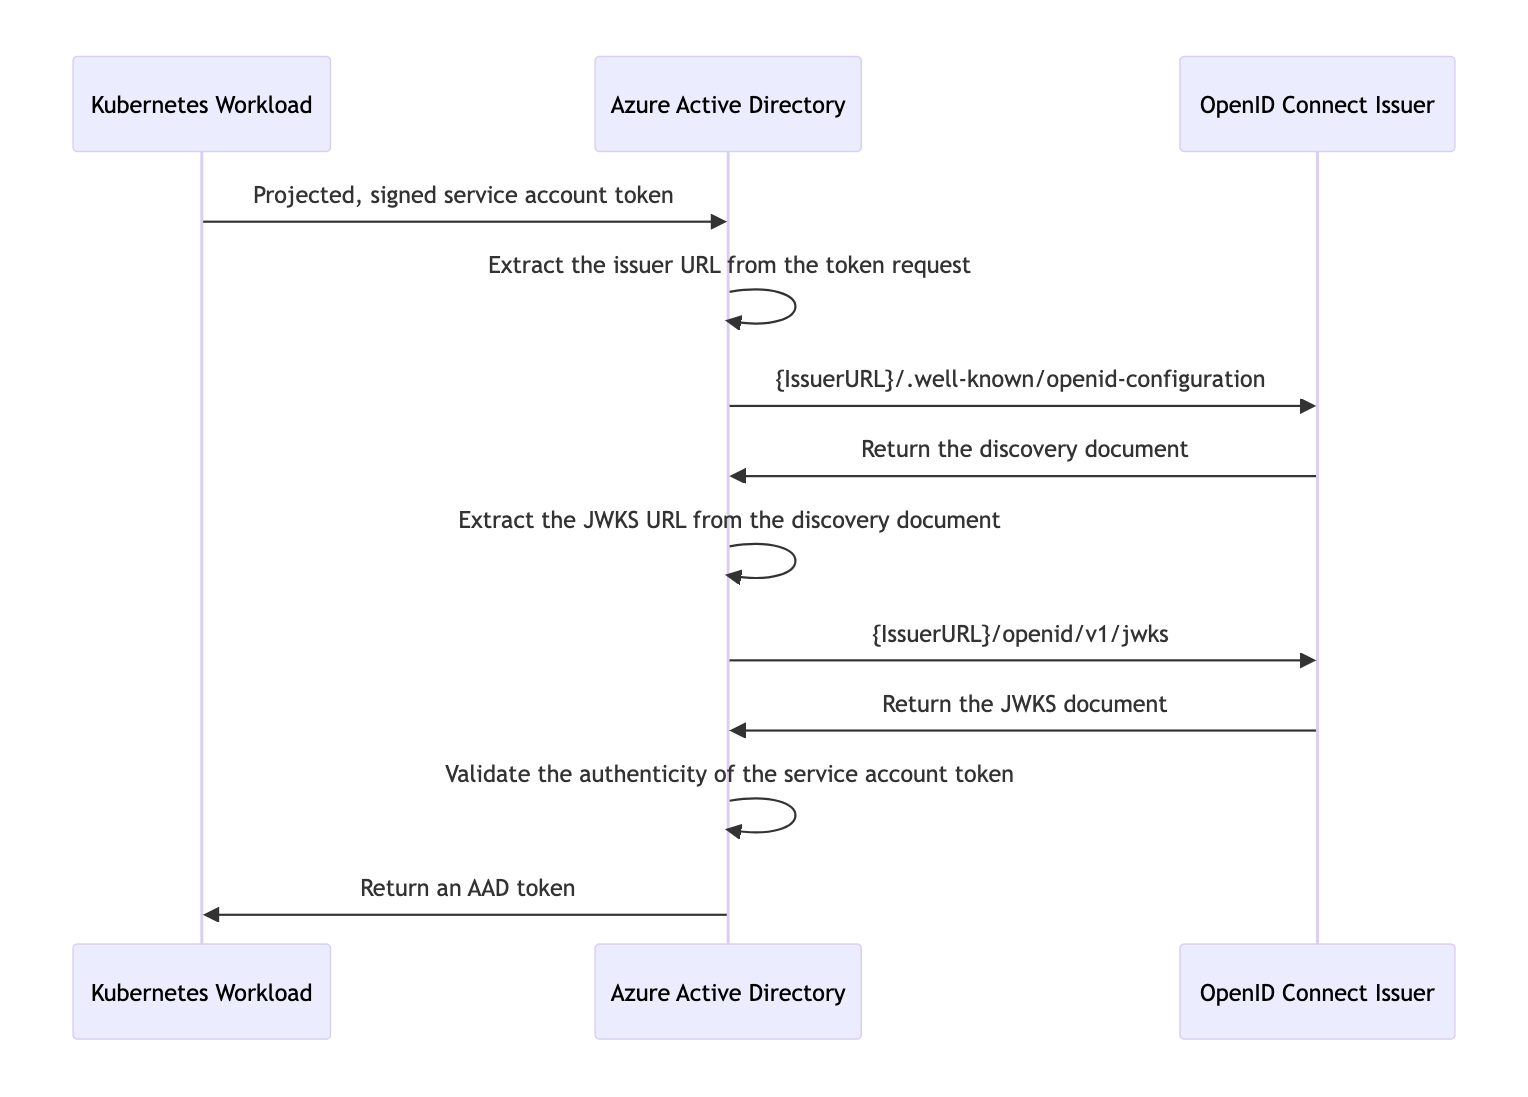 Kubernetes Workload
Azure Active Directory
OpenID Connect Issuer
Projected, signed service account token
Extract the issuer URL from the token request
{IssuerURL}/.well-known/openid-configuration
Return the discovery document
Extract the JWKS URL from the discovery document
{IssuerURL}/openid/v1/jwks
Return the JWKS document
Validate the authenticity of the service account token
Return an AAD token
Kubernetes Workload
Azure Active Directory
OpenID Connect Issuer